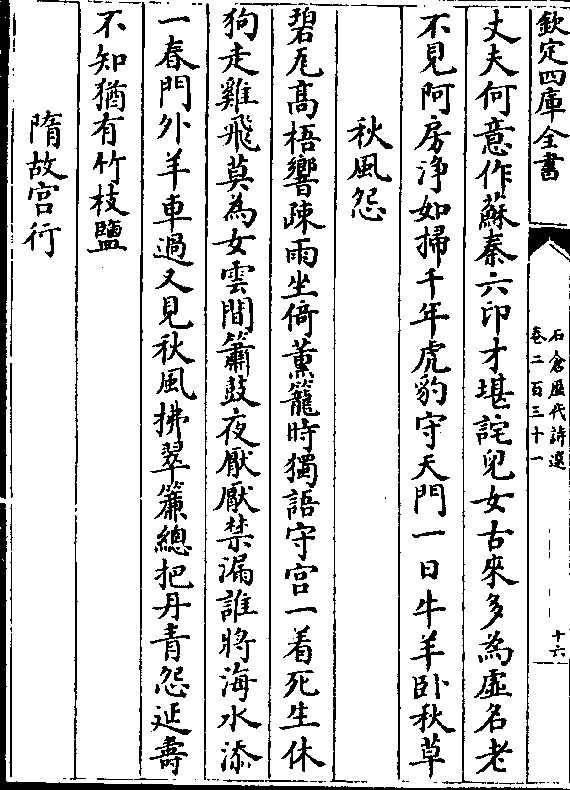 欽定四庫全書
石倉歷代詩選
卷二百三十一
十六
丈夫何意作蘇秦六印才堪詫兒女古來多為虛名老
不見阿房淨如掃千年虎豹守天門一日牛羊卧秋草
秋風怨
碧瓦高梧響疎雨坐倚薰籠時獨語守宮一着死生休
狗走雞飛莫為女雲間簫鼓夜厭厭禁漏誰將海水添
一春門外羊車過又見秋風拂翠簾總把丹青怨延壽
不知猶有竹枝鹽
隋故宮行